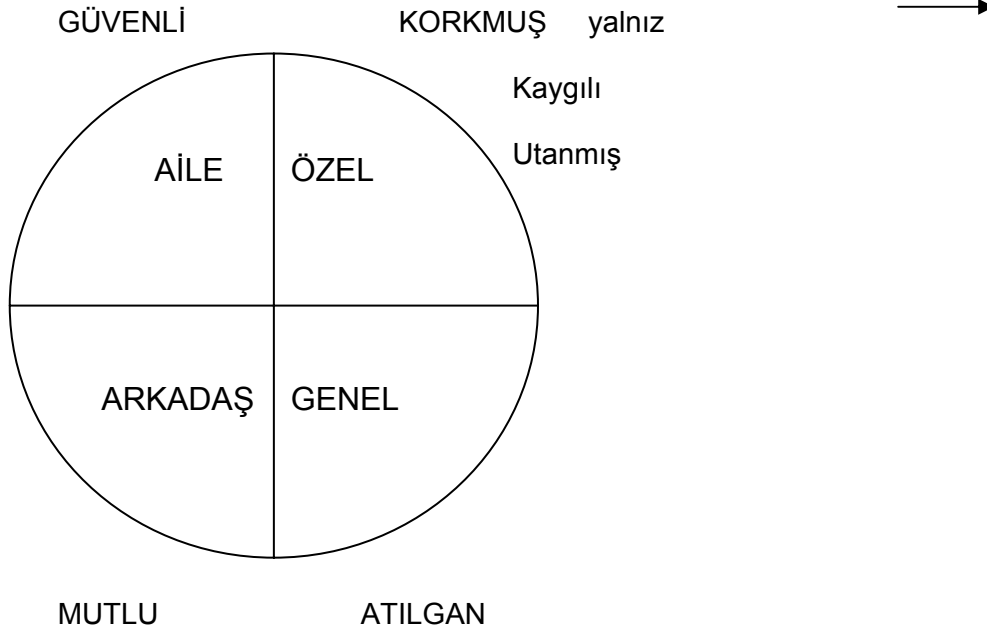 GÜVENLİ KORKMUŞ yalnız
Kaygılı
Utanmış
AİLE ÖZEL
ARKADAŞ GENEL
MUTLU ATILGAN